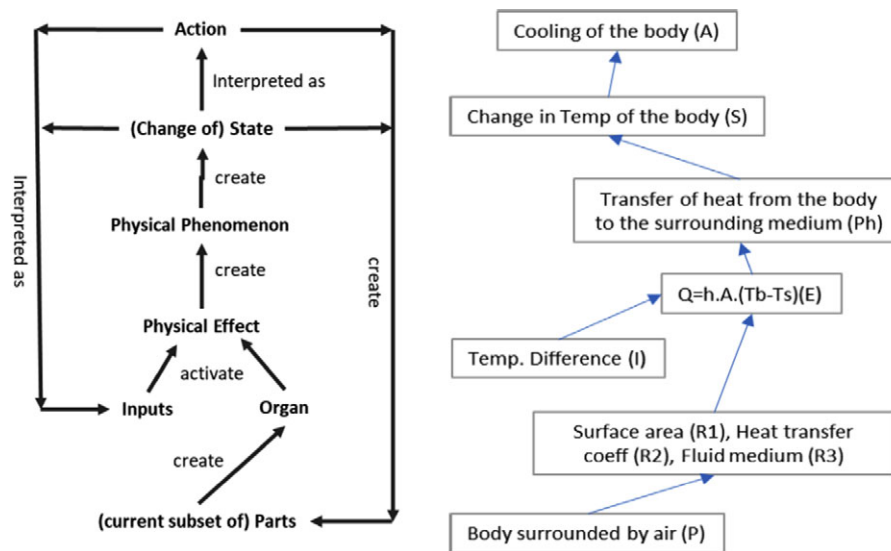 Action
Interpreted as
(Change of) State
create
Physical Phenomenon
create
Physical Effect
activate
Inputs
Organ
create
(current subset of) Parts
Interpreted as
create
Cooling of the body (A)
Change in Temp of the body (S)
Transfer of heat from the body
to the surrounding medium (Ph)
Q=h.A.(Tb-Ts)(E)
Temp. Difference (I)
Surface area (R1), Heat transfer
coeff (R2), Fluid medium (R3)
Body surrounded by air (P)